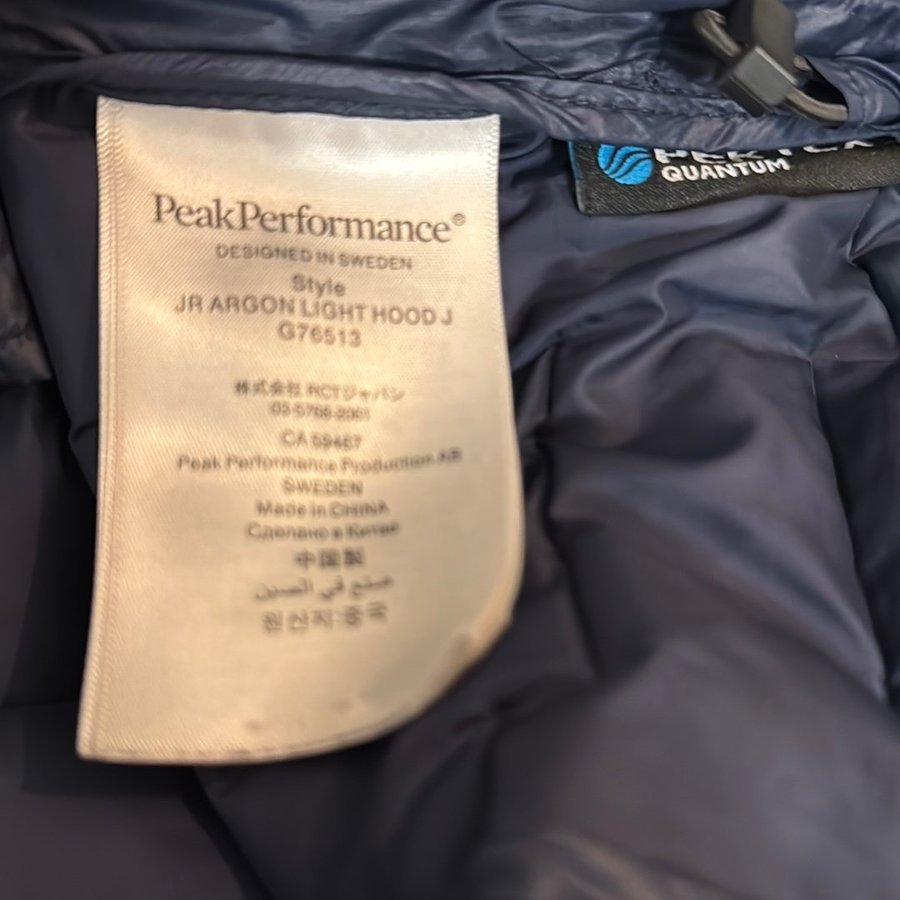 PeakPerformance®
DESIGNED IN SWEDEN
Style
JR ARGON LIGHT HOOD J
G76513
株式会社 RCTジャパン
CA 59467
Peak Performance Production AB
SWEDEN
Made in CHINA
Сделано в Китае
中国製
صنع في الصين
원산지:중국
PERTEX
QUANTUM